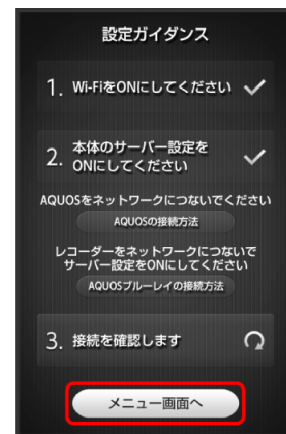 設定ガイダンス
1. Wi-FiをONにしてください
2. 本体のサーバー設定を
ONにしてください
AQUOSをネットワークにつないでください
AQUOSの接続方法
レコーダーをネットワークにつないで
サーバー設定をONにしてください
AQUOSブルーレイの接続方法
3. 接続を確認します
メニュー画面へ